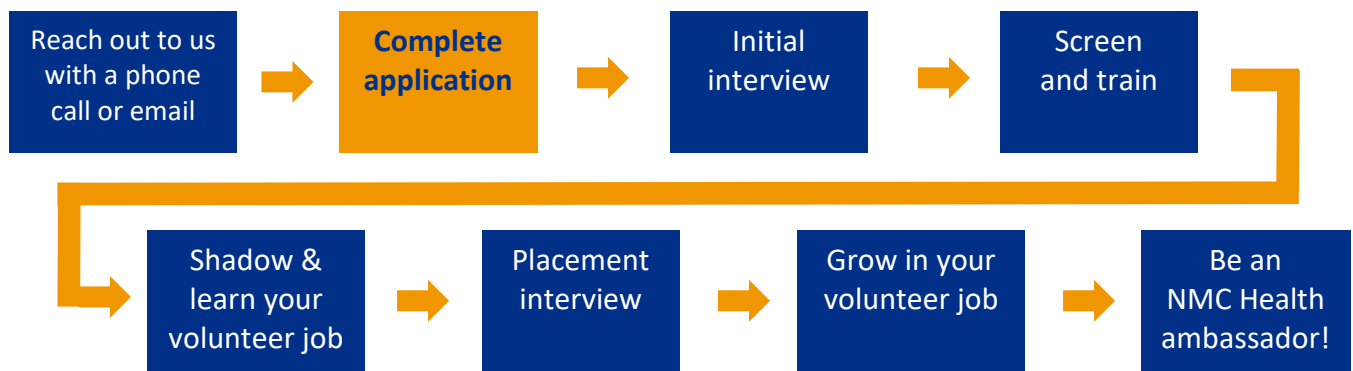 Reach out to us
with a phone
call or email
Complete
application
Initial
interview
Screen
and train
Shadow &
learn your
volunteer job
Placement
interview
Grow in your
volunteer job
Be an
NMC Health
ambassador!